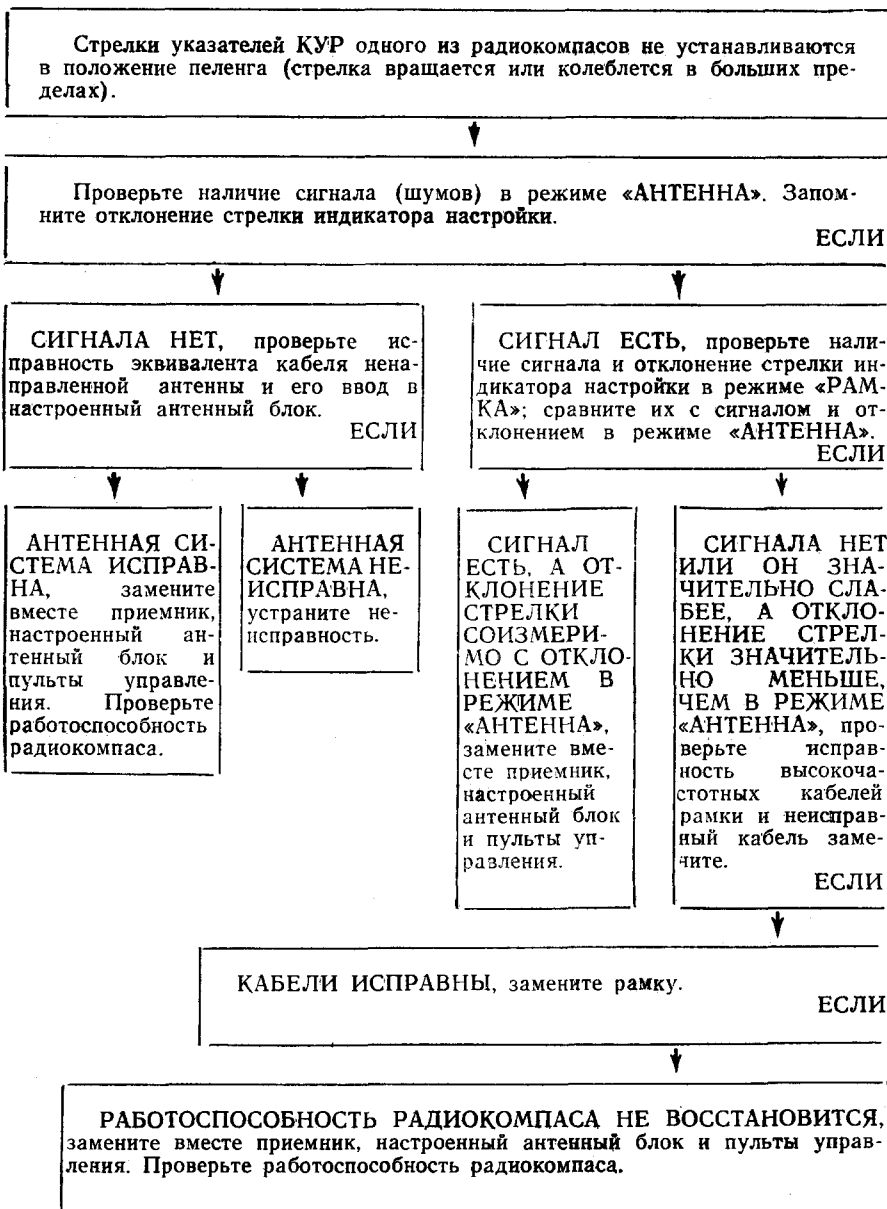 Стрелки указателей КУР одного из радиокомпасов не устанавливаются
в положение пеленга (стрелка вращается или колеблется в больших пре-
делах).
Проверьте наличие сигнала (шумов) в режиме «АНТЕННА». Запом-
ните отклонение стрелки индикатора настройки.
ЕСЛИ
СИГНАЛА НЕТ, проверьте ис-
правность эквивалента кабеля нена-
правленной антенны и его ввод в
настроенный антенный блок.
ЕСЛИ
СИГНАЛ ЕСТЬ, проверьте нали-
чие сигнала и отклонение стрелки ин-
дикатора настройки в режиме «РАМ-
КА»; сравните их с сигналом и от-
клонением в режиме «АНТЕННА».
ЕСЛИ
АНТЕННАЯ СИ-
СТЕМА ИСПРАВ-
НА, замените
вместе приемник,
настроенный ан-
тенный блок и
пульты управле-
ния. Проверьте
работоспособность
радиокомпаса.
АНТЕННАЯ
СИСТЕМА НЕ-
ИСПРАВНА,
устраните не-
исправность.
СИГНАЛ
ЕСТЬ, А ОТ-
КЛОНЕНИЕ
СТРЕЛКИ
СОИЗМЕРИ-
МО С ОТКЛО-
НЕНИЕМ В
РЕЖИМЕ
«АНТЕННА»,
замените вме-
сте приемник,
настроенный
антенный блок
и пульты уп-
равления.
СИГНАЛА НЕТ
ИЛИ ОН ЗНА-
ЧИТЕЛЬНО СЛА-
БЕЕ, А ОТКЛО-
НЕНИЕ СТРЕЛ-
КИ ЗНАЧИТЕЛЬ-
НО МЕНЬШЕ,
ЧЕМ В РЕЖИМЕ
«АНТЕННА», про-
верьте исправ-
ность высокоча-
стотных кабелей
рамки и неисправ-
ный кабель заме-
ните.
ЕСЛИ
КАБЕЛИ ИСПРАВНЫ, замените рамку.
ЕСЛИ
РАБОТОСПОСОБНОСТЬ РАДИОКОМПАСА НЕ ВОССТАНОВИТСЯ,
замените вместе приемник, настроенный антенный блок и пульты управ-
ления. Проверьте работоспособность радиокомпаса.